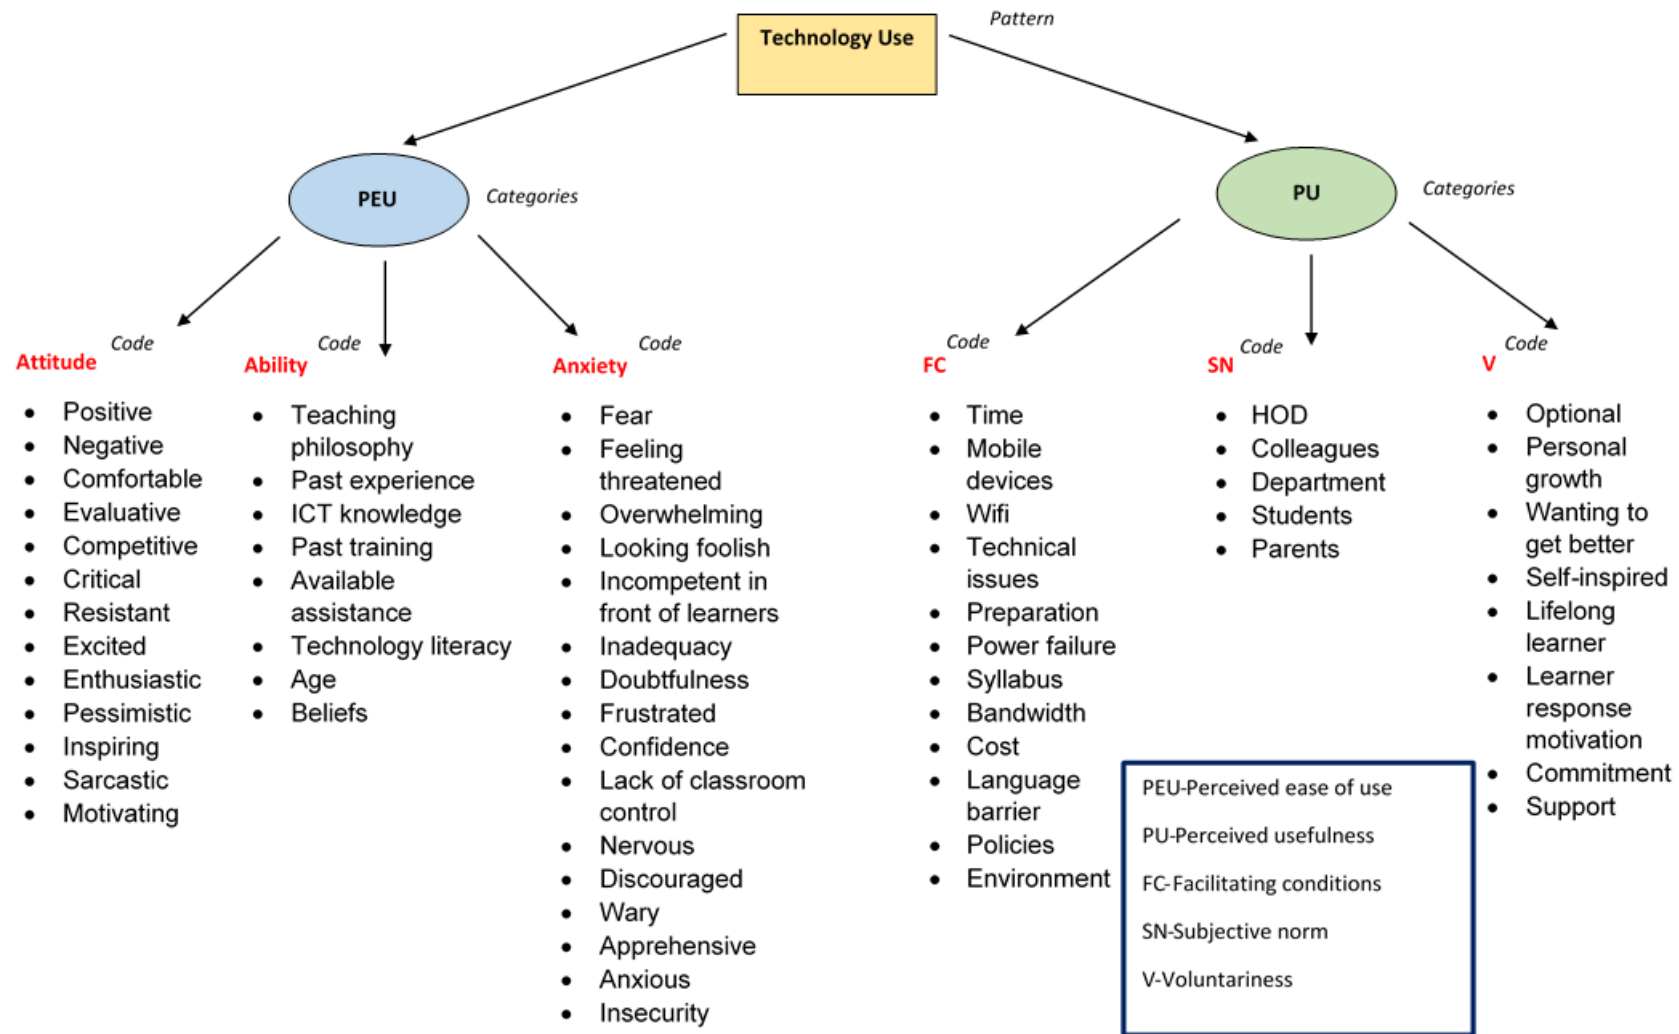 Pattern
Technology Use
PEU
Categories
PU
Categories
Code
Attitude
• Positive
• Negative
• Comfortable
• Evaluative
• Competitive
• Critical
• Resistant
• Excited
• Enthusiastic
• Pessimistic
• Inspiring
• Sarcastic
• Motivating
Code
Ability
• Teaching
philosophy
• Past experience
• ICT knowledge
• Past training
• Available
assistance
• Technology literacy
• Age
• Beliefs
Code
Anxiety
• Fear
• Feeling
threatened
• Overwhelming
• Looking foolish
• Incompetent in
front of learners
• Inadequacy
• Doubtfulness
• Frustrated
• Confidence
• Lack of classroom
control
• Nervous
• Discouraged
• Wary
• Apprehensive
• Anxious
• Insecurity
Code
FC
• Time
• Mobile
devices
• Wifi
• Technical
issues
• Preparation
• Power failure
• Syllabus
• Bandwidth
• Cost
• Language
barrier
• Policies
• Environment
Code
SN
• HOD
• Colleagues
• Department
• Students
• Parents
Code
V
• Optional
• Personal
growth
• Wanting to
get better
• Self-inspired
• Lifelong
learner
• Learner
response
motivation
• Commitment
• Support
PEU-Perceived ease of use
PU-Perceived usefulness
FC-Facilitating conditions
SN-Subjective norm
V-Voluntariness